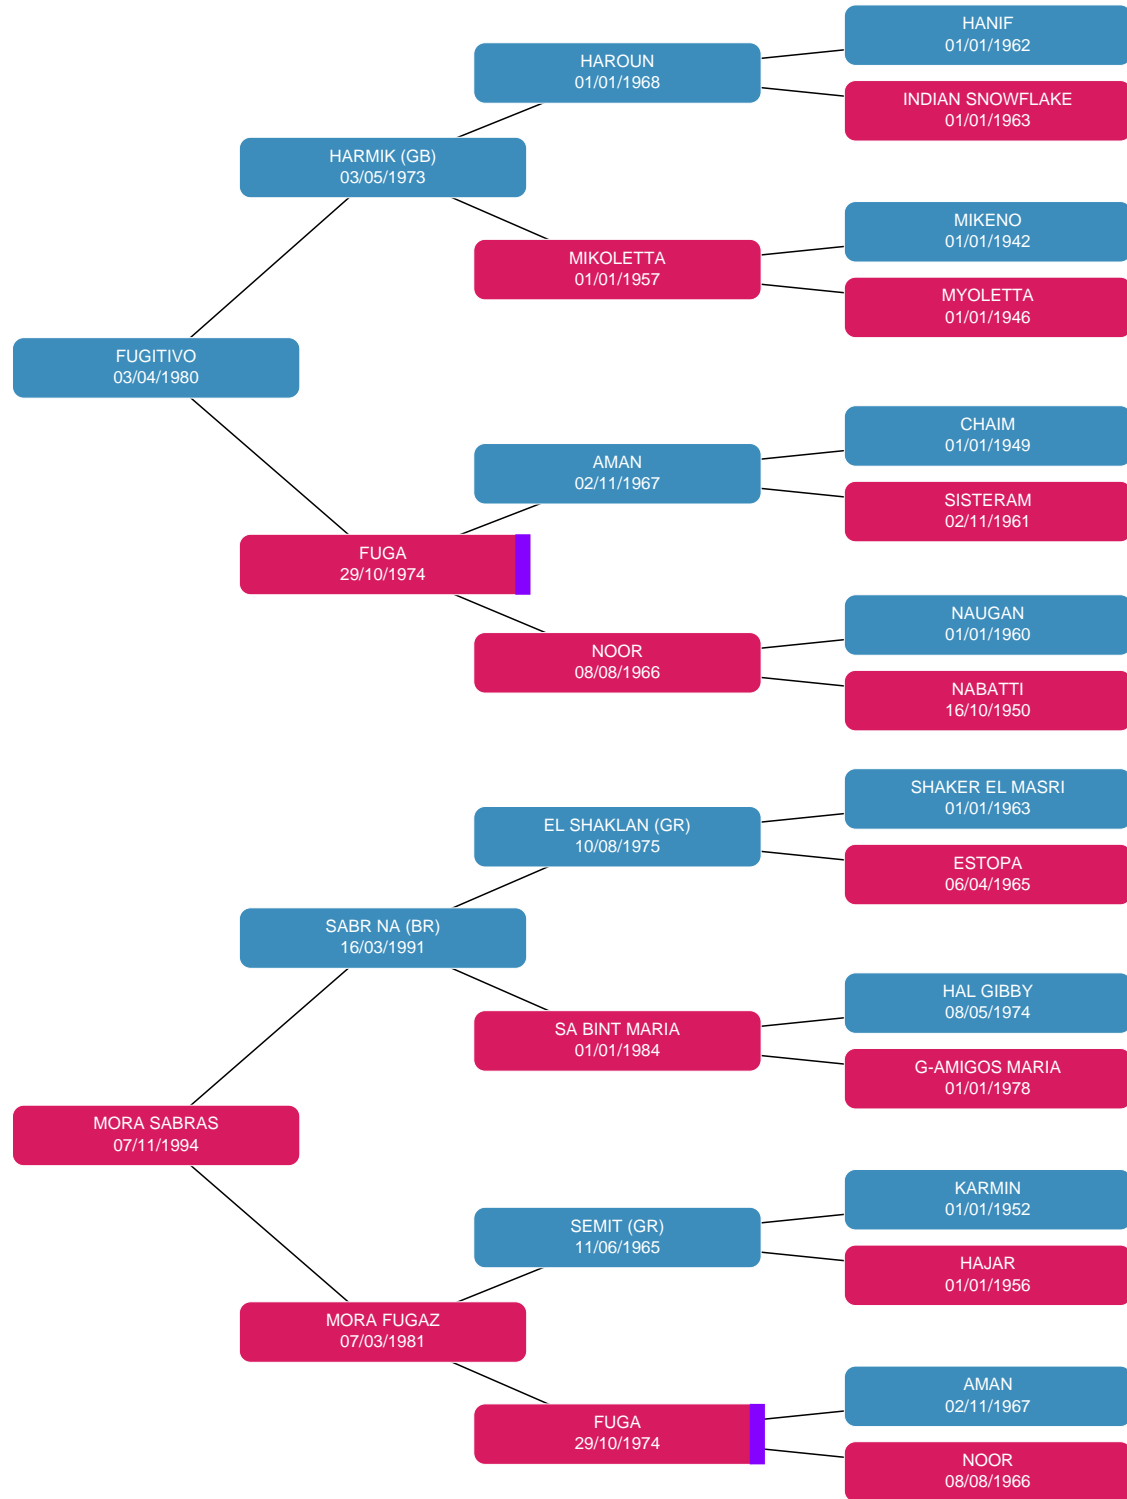 HANIF
01/01/1962
HAROUN
01/01/1968
INDIAN SNOWFLAKE
01/01/1963
HARMIK (GB)
03/05/1973
MIKENO
01/01/1942
MIKOLETTA
01/01/1957
MYOLETTA
01/01/1946
FUGITIVO
03/04/1980
CHAIM
01/01/1949
AMAN
02/11/1967
SISTERAM
02/11/1961
FUGA
29/10/1974
NAUGAN
01/01/1960
NOOR
08/08/1966
NABATTI
16/10/1950
SHAKER EL MASRI
01/01/1963
EL SHAKLAN (GR)
10/08/1975
ESTOPA
06/04/1965
SABR NA (BR)
16/03/1991
HAL GIBBY
08/05/1974
SA BINT MARIA
01/01/1984
G-AMIGOS MARIA
01/01/1978
MORA SABRAS
07/11/1994
KARMIN
01/01/1952
SEMIT (GR)
11/06/1965
HAJAR
01/01/1956
MORA FUGAZ
07/03/1981
AMAN
02/11/1967
FUGA
29/10/1974
NOOR
08/08/1966